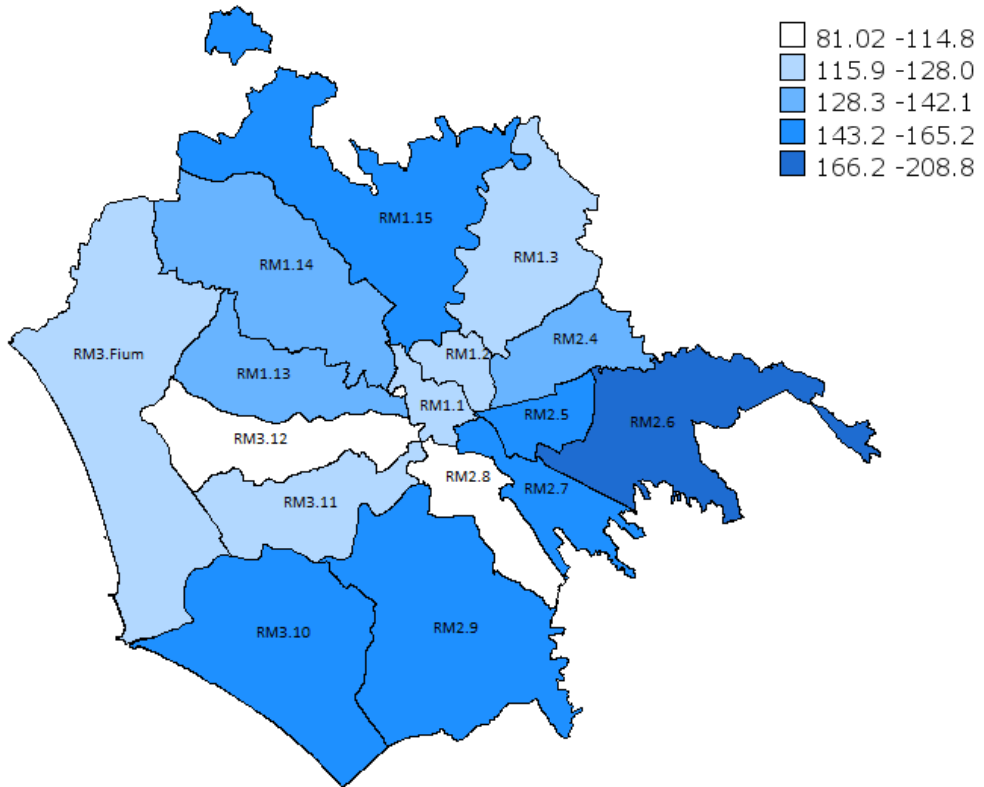 81.02 -114.8
115.9 -128.0
128.3 -142.1
143.2 -165.2
166.2 -208.8
RM1.15
RM1.3
RM1.14
RM2.4
RM1.2
RM3.Fium
RM1.13
RM1.1
RM2.5
RM2.6
RM3.12
RM2.8
RM2.7
RM3.11
RM3.10
RM2.9